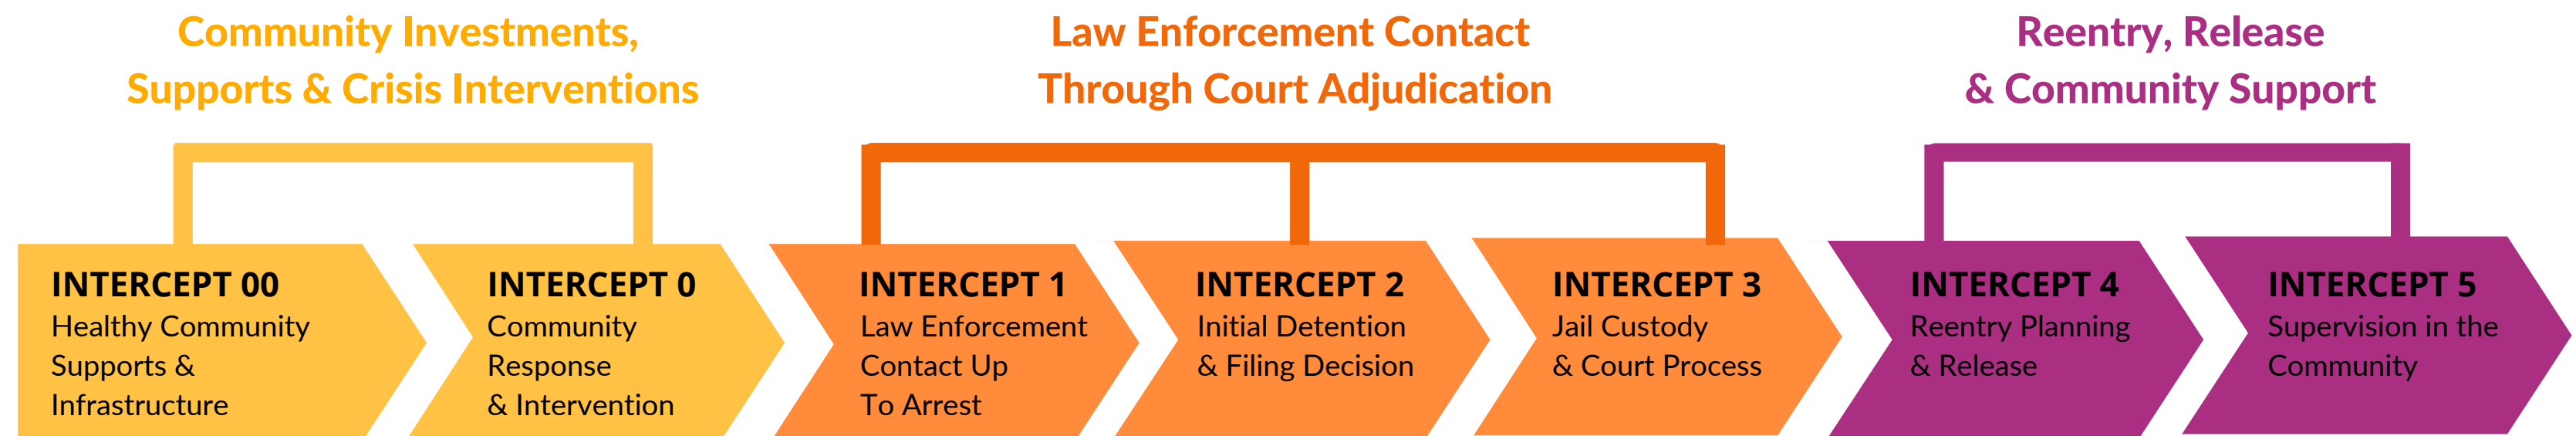 Community Investments,
Supports & Crisis Interventions
Law Enforcement Contact
Through Court Adjudication
Reentry, Release
& Community Support
INTERCEPT 00
Healthy Community
Supports &
Infrastructure
INTERCEPT 0
Community
Response
& Intervention
INTERCEPT 1
Law Enforcement
Contact Up
To Arrest
INTERCEPT 2
Initial Detention
& Filing Decision
INTERCEPT 3
Jail Custody
& Court Process
INTERCEPT 4
Reentry Planning
& Release
INTERCEPT 5
Supervision in the
Community